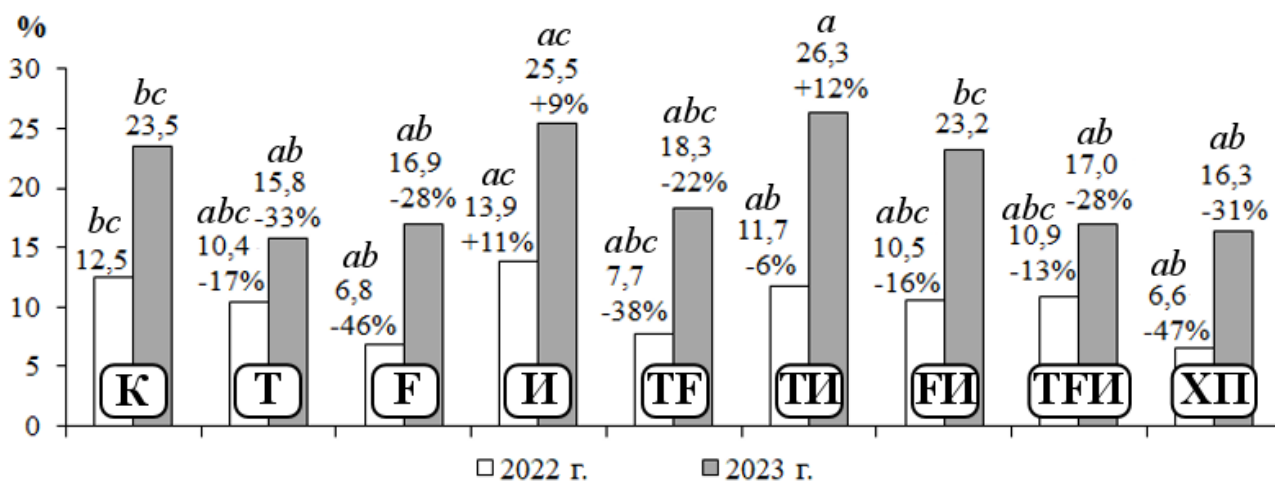 %
30
25
20
15
10
5
0
bc
12,5
bc
23,5
abc
10,4
-17%
ab
15,8
-33%
ab
6,8
-46%
ab
16,9
-28%
ac
13,9
+11%
ac
25,5
+9%
abc
7,7
-38%
abc
18,3
-22%
ab
11,7
-6%
a
26,3
+12%
abc
10,5
-16%
bc
23,2
abc
10,9
-13%
ab
17,0
-28%
ab
6,6
-47%
ab
16,3
-31%
К Т F И TF ТИ FИ TFИ ХП
2022 г. 2023 г.